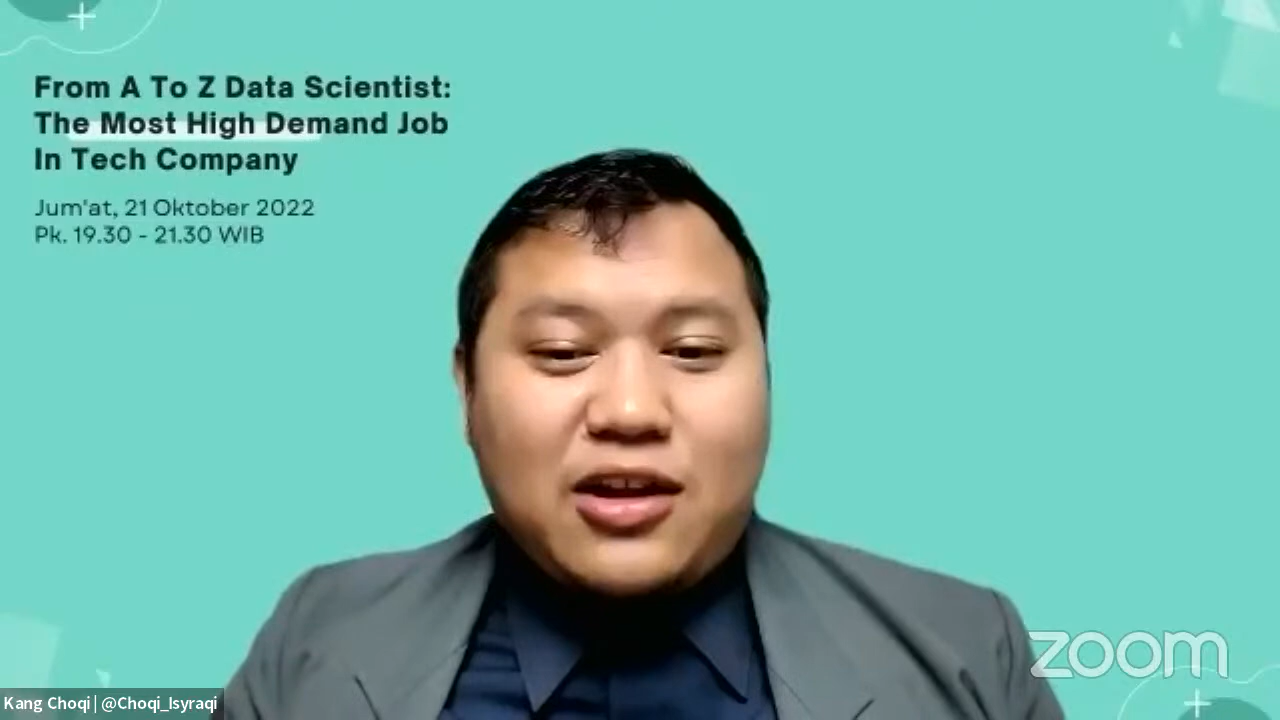 From A To Z Data Scientist:
The Most High Demand Job
In Tech Company
Jum'at, 21 Oktober 2022
Pk. 19.30 - 21.30 WIB
zoom
Kang Choqi | @Choqi_Isyraqi